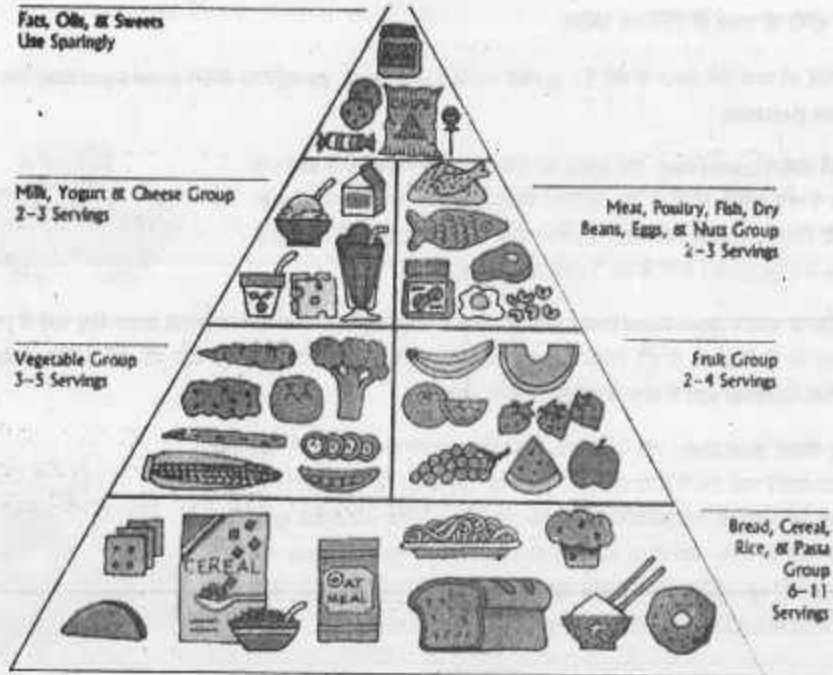 Fats, Oils, & Sweets
Use Sparingly
Milk, Yogurt & Cheese Group
2–3 Servings
Meat, Poultry, Fish, Dry
Beans, Eggs, & Nuts Group
2–3 Servings
Vegetable Group
3–5 Servings
Fruit Group
2–4 Servings
Bread, Cereal,
Rice, & Pasta
Group
6–11
Servings
CEREAL
OAT
MEAL